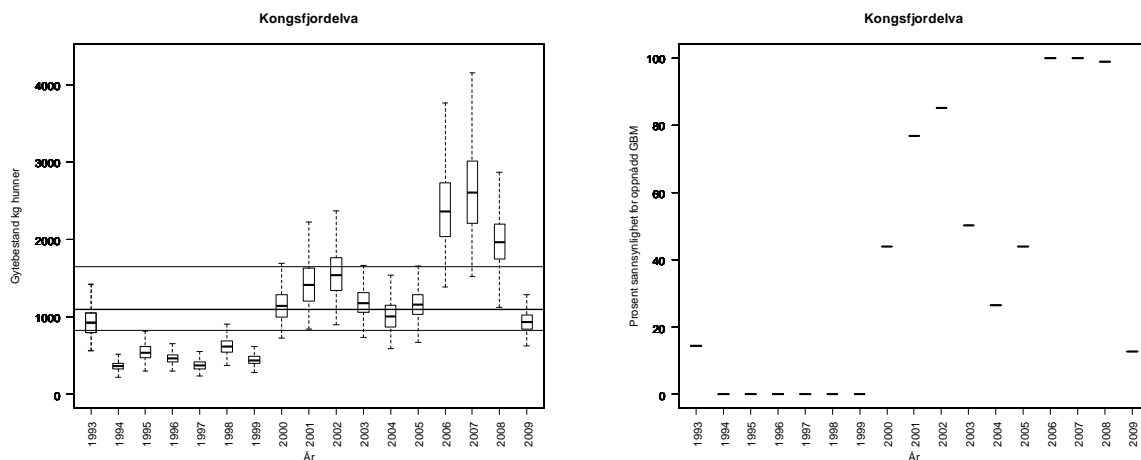 Kongsfjordelva
Gytebestand kg hunner
4000
3000
2000
1000
0
1993 1994 1995 1996 1997 1998 1999 2000 2001 2002 2003 2004 2005 2006 2007 2008 2009
År
Kongsfjordelva
Prosent sannsynlighet for oppnådd GBM
100
80
60
40
20
0
1993 1994 1995 1996 1997 1998 1999 2000 2001 2002 2003 2004 2005 2006 2007 2008 2009
År